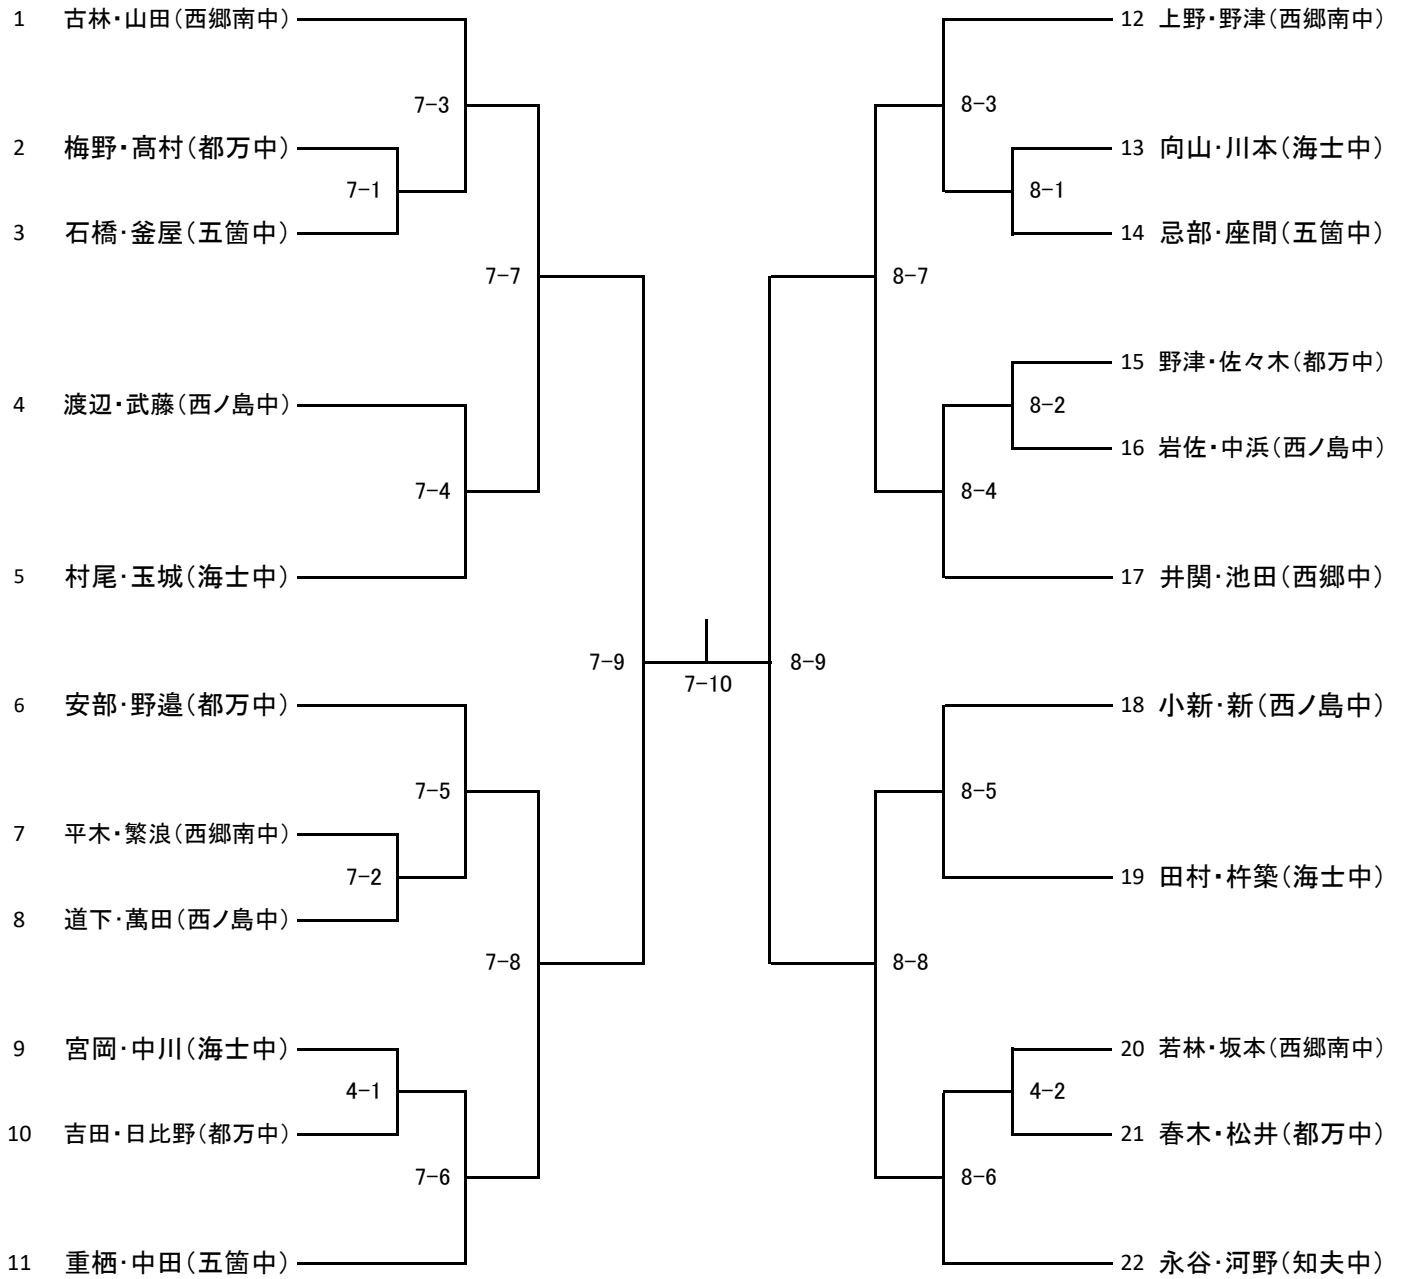 1 古林・山田(西郷南中)
7-3
2 梅野・髙村(都万中)
7-1
3 石橋・釜屋(五箇中)
7-7
4 渡辺・武藤(西ノ島中)
7-4
5 村尾・玉城(海士中)
7-9
6 安部・野邉(都万中)
7-5
7 平木・繁浪(西郷南中)
7-2
8 道下・萬田(西ノ島中)
7-8
9 宮岡・中川(海士中)
4-1
10 吉田・日比野(都万中)
7-6
11 重栖・中田(五箇中)
7-10
12 上野・野津(西郷南中)
8-3
13 向山・川本(海士中)
8-1
14 忌部・座間(五箇中)
8-7
15 野津・佐々木(都万中)
8-2
16 岩佐・中浜(西ノ島中)
8-4
17 井関・池田(西郷中)
8-9
18 小新・新(西ノ島中)
8-5
19 田村・杵築(海士中)
8-8
20 若林・坂本(西郷南中)
4-2
21 春木・松井(都万中)
8-6
22 永谷・河野(知夫中)